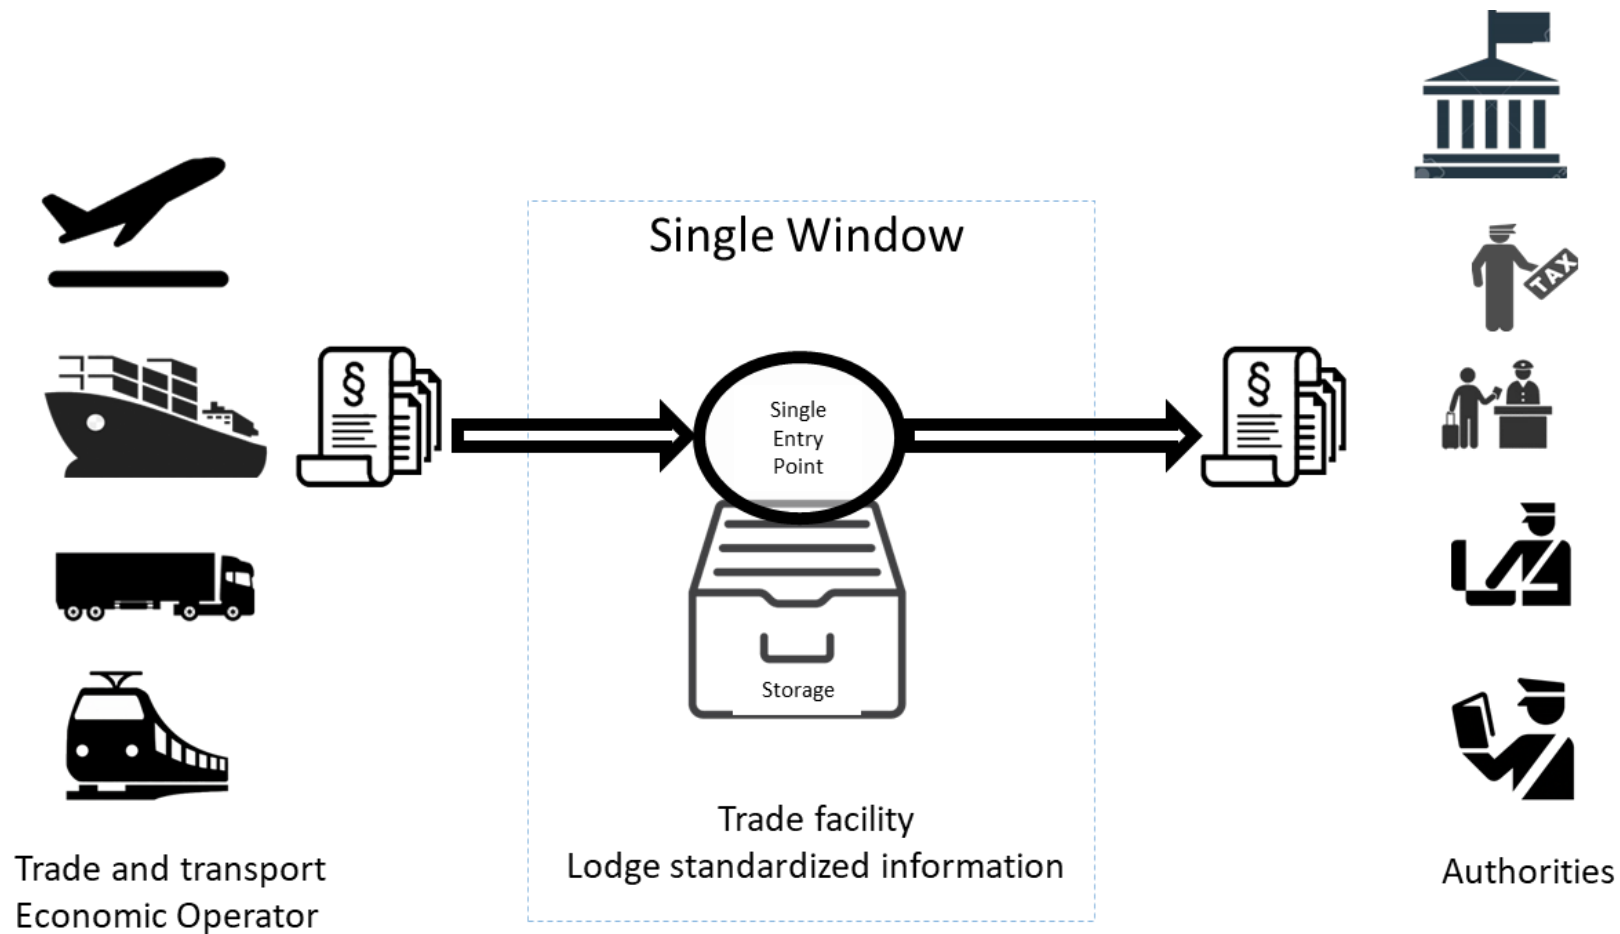 Single Window
TAX
§
§
Single
Entry
Point
Storage
Trade facility
Lodge standardized information
Trade and transport
Economic Operator
Authorities